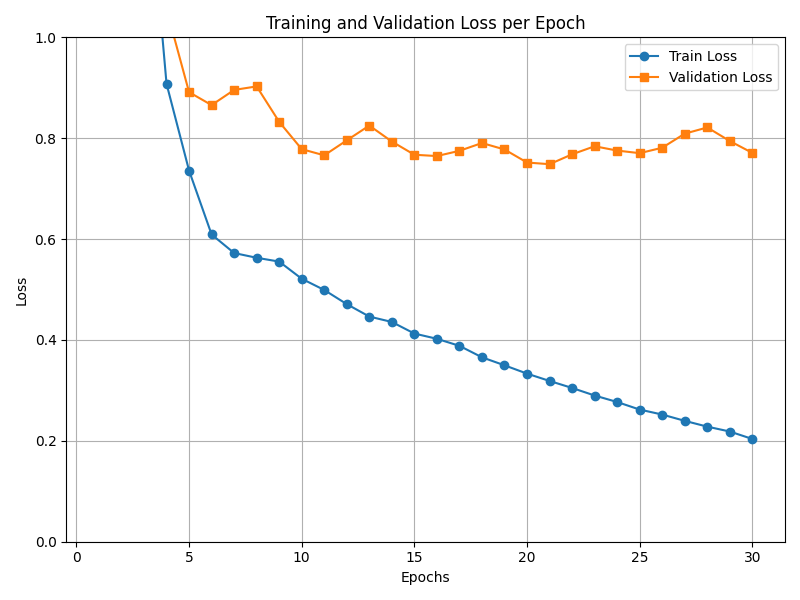 Training and Validation Loss per Epoch
Train Loss
Validation Loss
1.0
0.8
0.6
0.4
0.2
0.0
Loss
0 5 10 15 20 25 30
Epochs